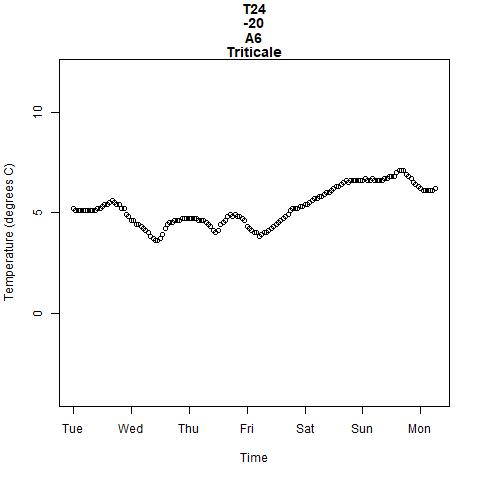 T24
-20
A6
Triticale
Temperature (degrees C)
10
5
0
Tue Wed Thu Fri Sat Sun Mon
Time